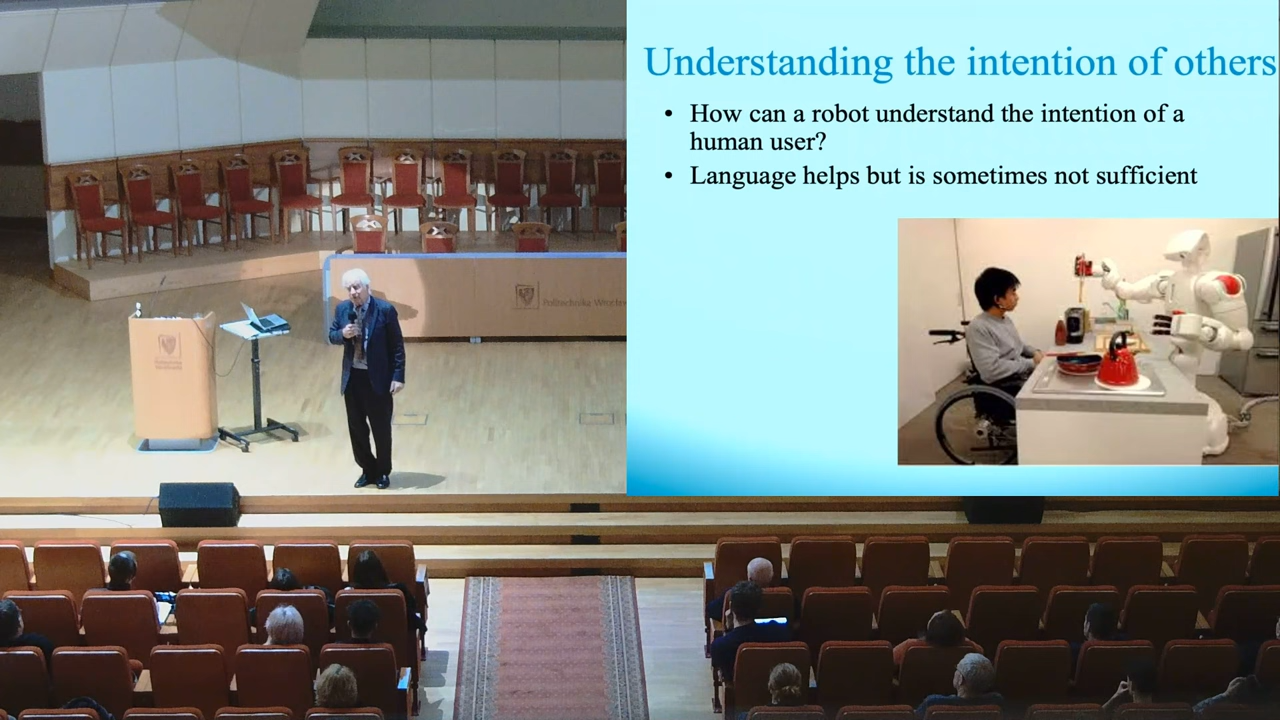 Understanding the intention of others
• How can a robot understand the intention of a
human user?
• Language helps but is sometimes not sufficient
Politechnika